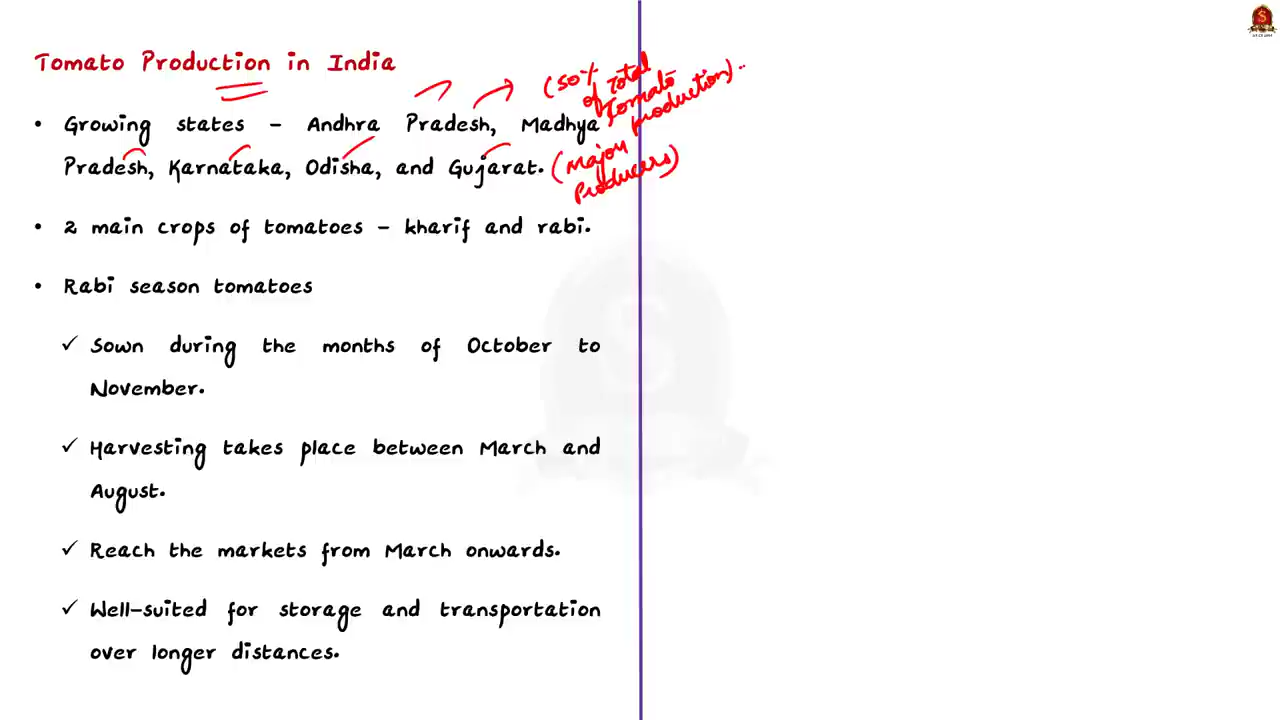 Tomato Production in India
(50%
of Total
Tomato
production)..
• Growing states - Andhra Pradesh, Madhya
Pradesh, Karnataka, Odisha, and Gujarat.
(Major
Producers)
• 2 main crops of tomatoes - kharif and rabi.
• Rabi season tomatoes
✓ Sown during the months of October to
November.
✓ Harvesting takes place between March and
August.
✓ Reach the markets from March onwards.
✓ Well-suited for storage and transportation
over longer distances.
S